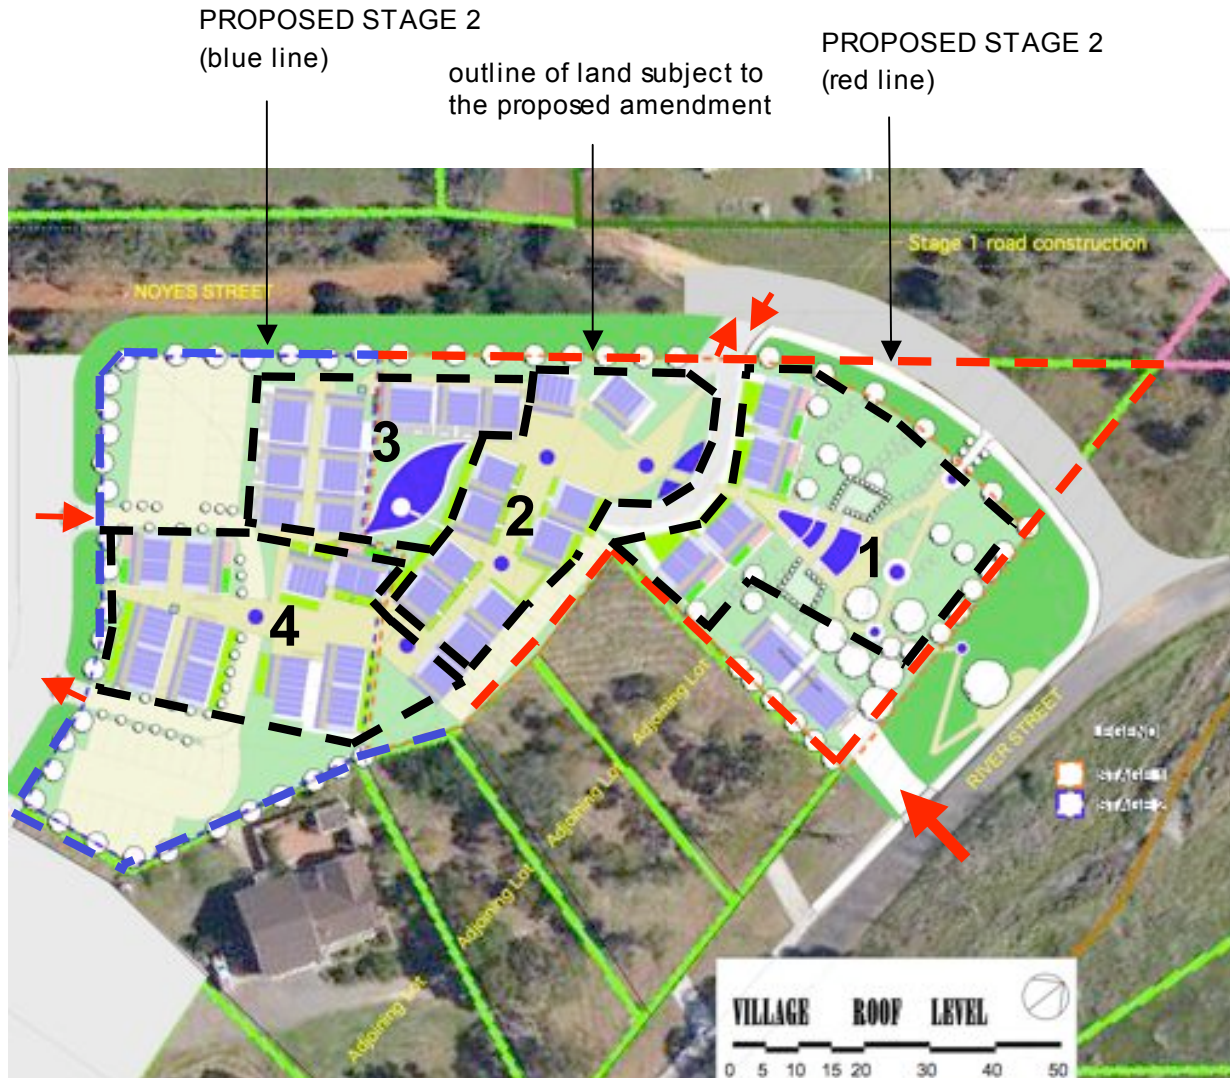 PROPOSED STAGE 2
(blue line)
outline of land subject to
the proposed amendment
PROPOSED STAGE 2
(red line)
Stage 1 road construction
NOYES STREET
3
2
1
4
Adjoining Lot
Adjoining Lot
Adjoining Lot
Adjoining Lot
RIVER STREET
LEGEND
STAGE 1
STAGE 2
VILLAGE ROOF LEVEL
0 5 10 15 20 30 40 50